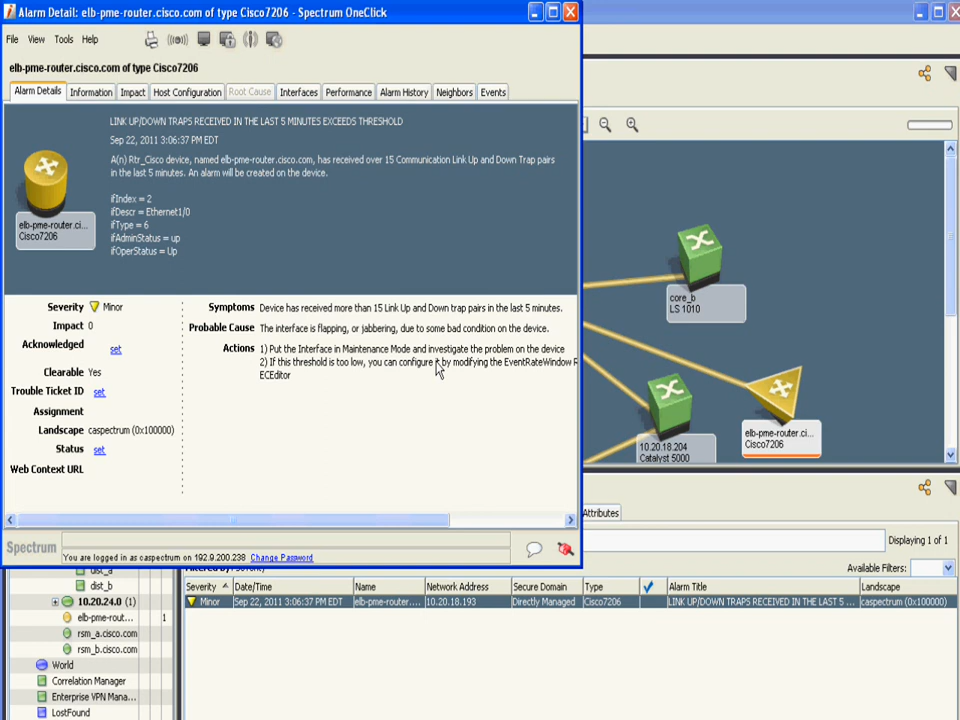 Alarm Detail: elb-pme-router.cisco.com of type Cisco7206 - Spectrum OneClick
File View Tools Help
elb-pme-router.cisco.com of type Cisco7206
Alarm Details Information Impact Host Configuration Root Cause Interfaces Performance Alarm History Neighbors Events
LINK UP/DOWN TRAPS RECEIVED IN THE LAST 5 MINUTES EXCEEDS THRESHOLD
Sep 22, 2011 3:06:37 PM EDT
A(n) Rtr_Cisco device, named elb-pme-router.cisco.com, has received over 15 Communication Link Up and Down Trap pairs
in the last 5 minutes. An alarm will be created on the device.
ifIndex = 2
ifDescr = Ethernet1/0
ifType = 6
ifAdminStatus = up
ifOperStatus = Up
elb-pme-router.ci...
Cisco7206
Severity Minor
Impact 0
Acknowledged set
Clearable Yes
Trouble Ticket ID set
Assignment
Landscape caspectrum (0x100000)
Status set
Web Context URL
Symptoms Device has received more than 15 Link Up and Down trap pairs in the last 5 minutes.
Probable Cause The interface is flapping, or jabbering, due to some bad condition on the device.
Actions 1) Put the Interface in Maintenance Mode and investigate the problem on the device
2) If this threshold is too low, you can configure it by modifying the EventRateWindow R
ECEditor
Spectrum
You are logged in as caspectrum on 192.9.200.238 Change Password
core_b
LS 1010
10.20.18.204
Catalyst 5000
elb-pme-router.ci...
Cisco7206
Attributes
Displaying 1 of 1
Available Filters:
Severity Date/Time Name Network Address Secure Domain Type Alarm Title Landscape
Minor Sep 22, 2011 3:06:37 PM EDT elb-pme-router.... 10.20.18.193 Directly Managed Cisco7206 LINK UP/DOWN TRAPS RECEIVED IN THE LAST 5 ... caspectrum (0x100000)
dist_b
10.20.24.0 (1)
elb-pme-rout... 1
rsm_a.cisco.com
rsm_b.cisco.com
World
Correlation Manager
Enterprise VPN Mana...
LostFound